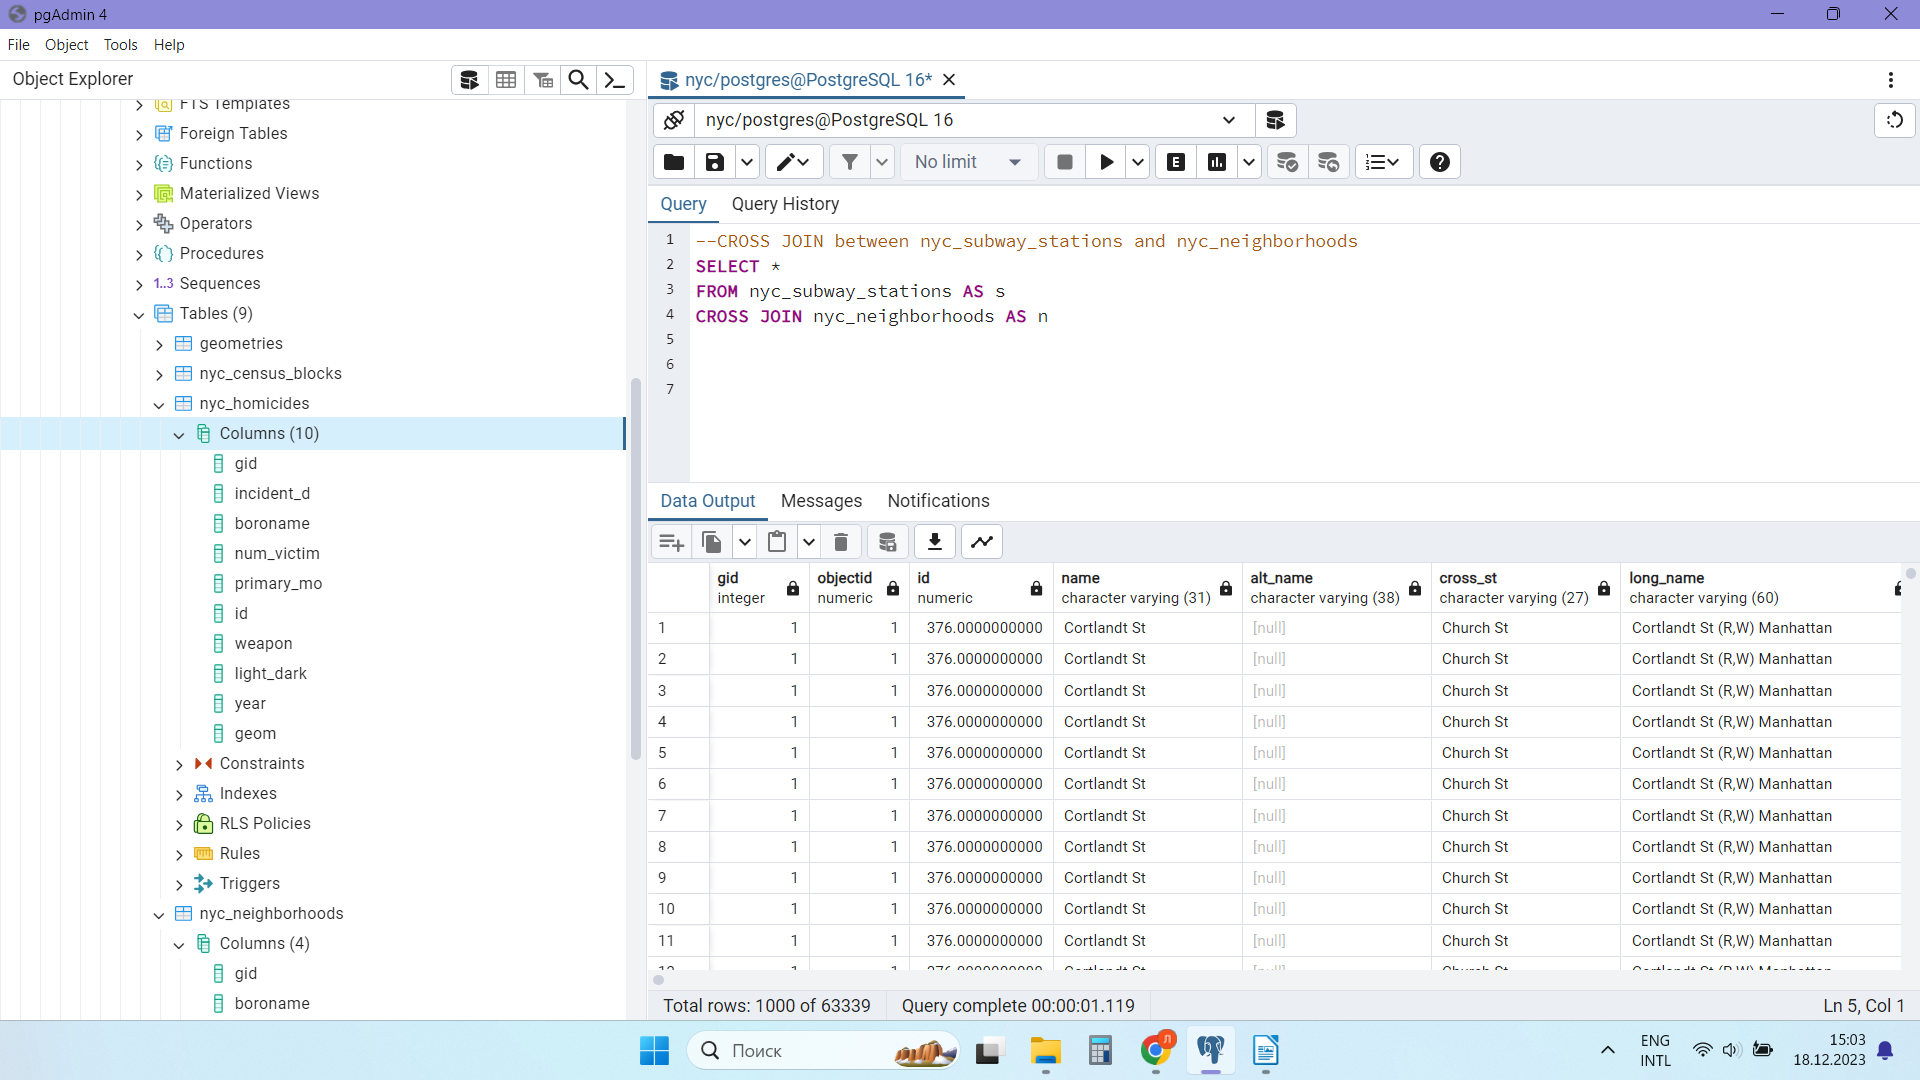 pgAdmin 4
File Object Tools Help
Object Explorer
FTS Templates
Foreign Tables
Functions
Materialized Views
Operators
Procedures
1..3 Sequences
Tables (9)
geometries
nyc_census_blocks
nyc_homicides
Columns (10)
gid
incident_d
boroname
num_victim
primary_mo
id
weapon
light_dark
year
geom
Constraints
Indexes
RLS Policies
Rules
Triggers
nyc_neighborhoods
Columns (4)
gid
boroname
nyc/postgres@PostgreSQL 16*
nyc/postgres@PostgreSQL 16
No limit
E
Query Query History
1 --CROSS JOIN between nyc_subway_stations and nyc_neighborhoods
2 SELECT *
3 FROM nyc_subway_stations AS s
4 CROSS JOIN nyc_neighborhoods AS n
5
6
7
Data Output Messages Notifications
gid objectid id name alt_name cross_st long_name
integer numeric numeric character varying (31) character varying (38) character varying (27) character varying (60)
1 1 1 376.0000000000 Cortlandt St [null] Church St Cortlandt St (R,W) Manhattan
2 1 1 376.0000000000 Cortlandt St [null] Church St Cortlandt St (R,W) Manhattan
3 1 1 376.0000000000 Cortlandt St [null] Church St Cortlandt St (R,W) Manhattan
4 1 1 376.0000000000 Cortlandt St [null] Church St Cortlandt St (R,W) Manhattan
5 1 1 376.0000000000 Cortlandt St [null] Church St Cortlandt St (R,W) Manhattan
6 1 1 376.0000000000 Cortlandt St [null] Church St Cortlandt St (R,W) Manhattan
7 1 1 376.0000000000 Cortlandt St [null] Church St Cortlandt St (R,W) Manhattan
8 1 1 376.0000000000 Cortlandt St [null] Church St Cortlandt St (R,W) Manhattan
9 1 1 376.0000000000 Cortlandt St [null] Church St Cortlandt St (R,W) Manhattan
10 1 1 376.0000000000 Cortlandt St [null] Church St Cortlandt St (R,W) Manhattan
11 1 1 376.0000000000 Cortlandt St [null] Church St Cortlandt St (R,W) Manhattan
Total rows: 1000 of 63339 Query complete 00:00:01.119 Ln 5, Col 1
Поиск
Л
ENG
INTL
15:03
18.12.2023